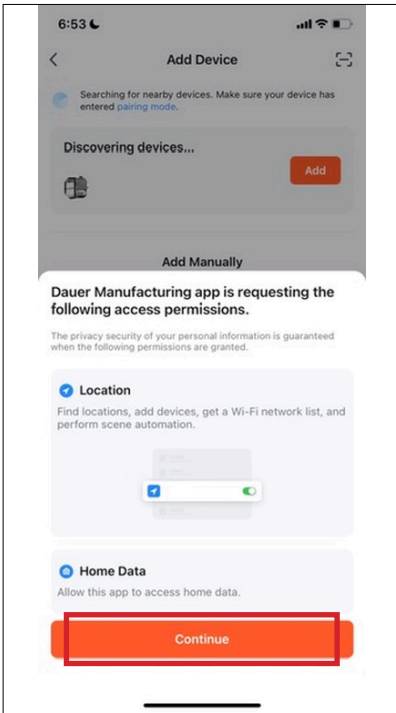 6:53
Add Device
Searching for nearby devices. Make sure your device has
entered pairing mode.
Discovering devices...
Add
Add Manually
Dauer Manufacturing app is requesting the
following access permissions.
The privacy security of your personal information is guaranteed
when the following permissions are granted.
Location
Find locations, add devices, get a Wi-Fi network list, and
perform scene automation.
Home Data
Allow this app to access home data.
Continue